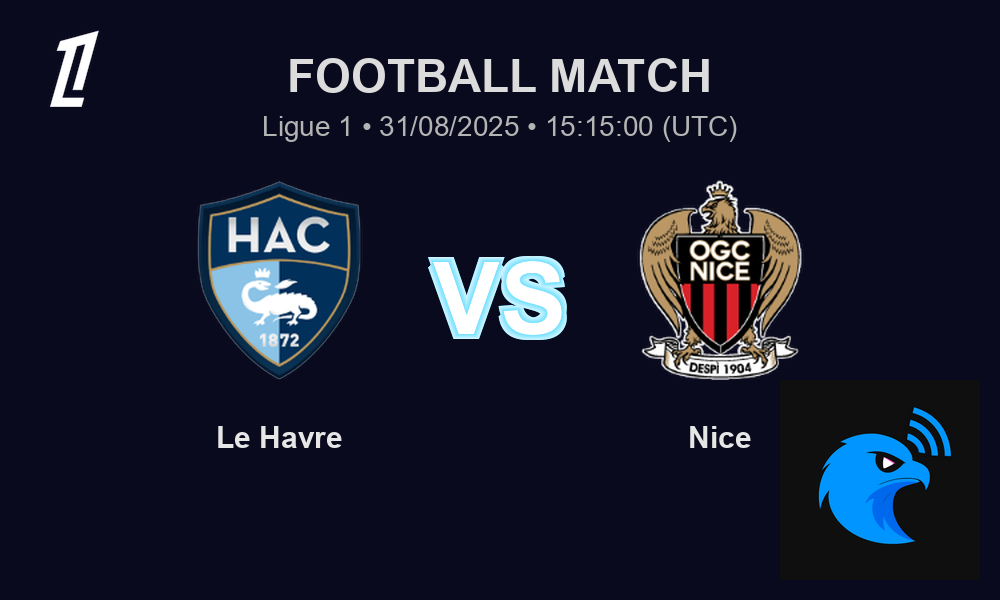 FOOTBALL MATCH
Ligue 1 • 31/08/2025 • 15:15:00 (UTC)
HAC
1872
VS
OGC
NICE
DESPÍ 1904
Le Havre
Nice